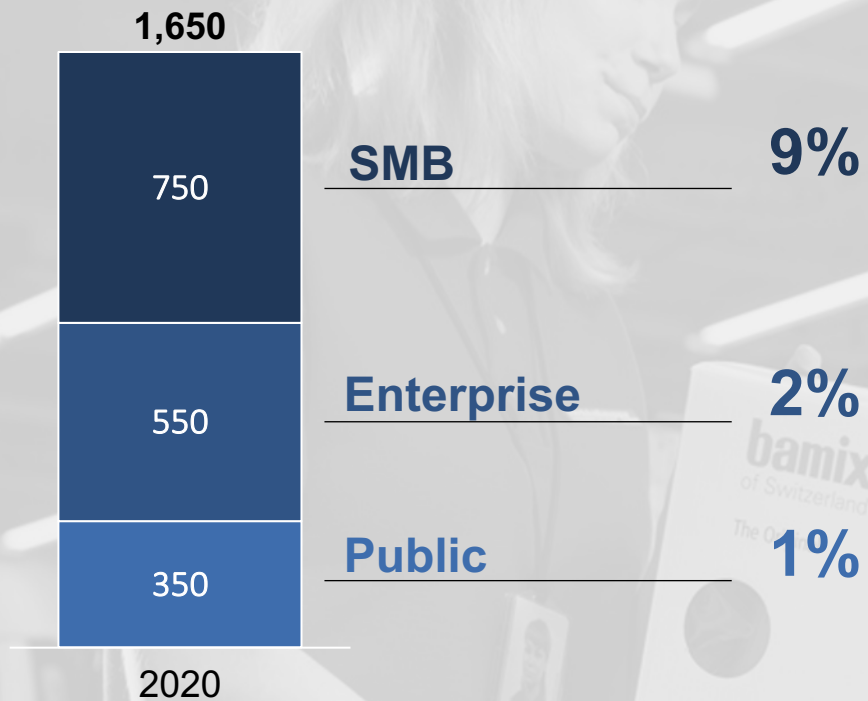 1,650
750
SMB
9%
550
Enterprise
2%
bamix
of Switzerland
350
Public
1%
2020